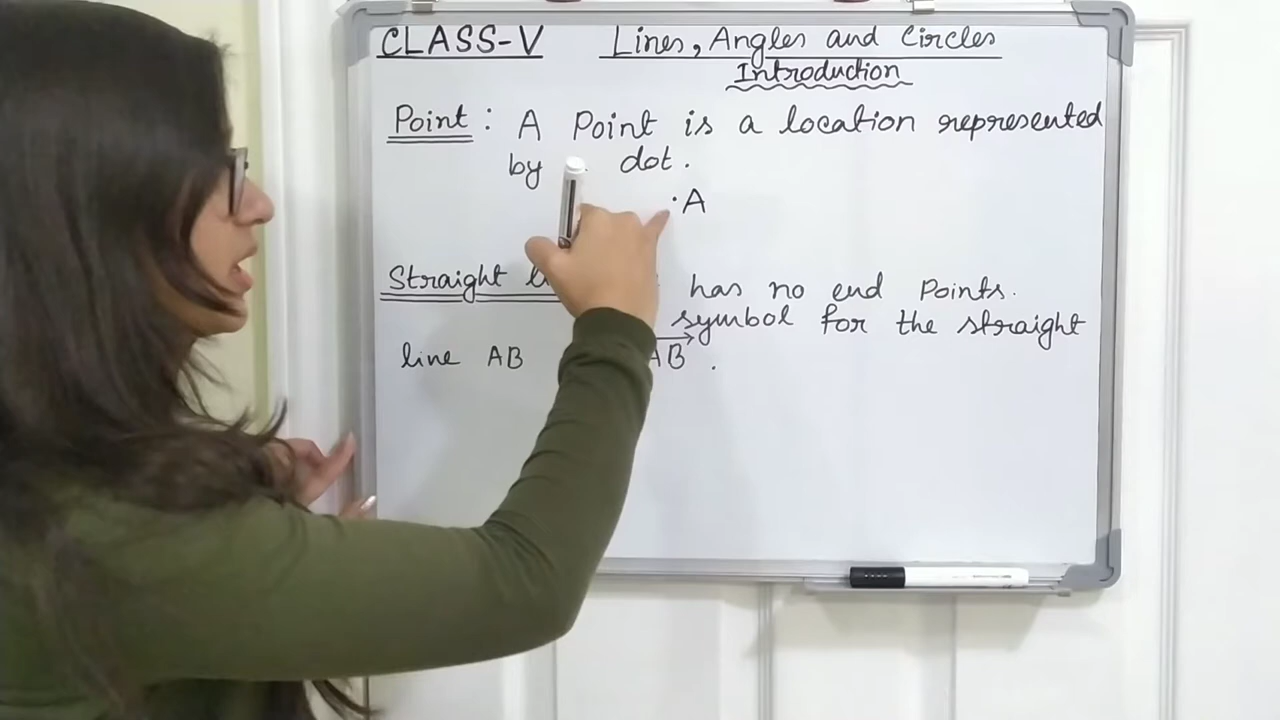 CLASS-V Lines, Angles and Circles
Introduction
Point : A Point is a location represented
by dot.
·A
Straight has no end Points.
symbol for the straight
line AB AB .